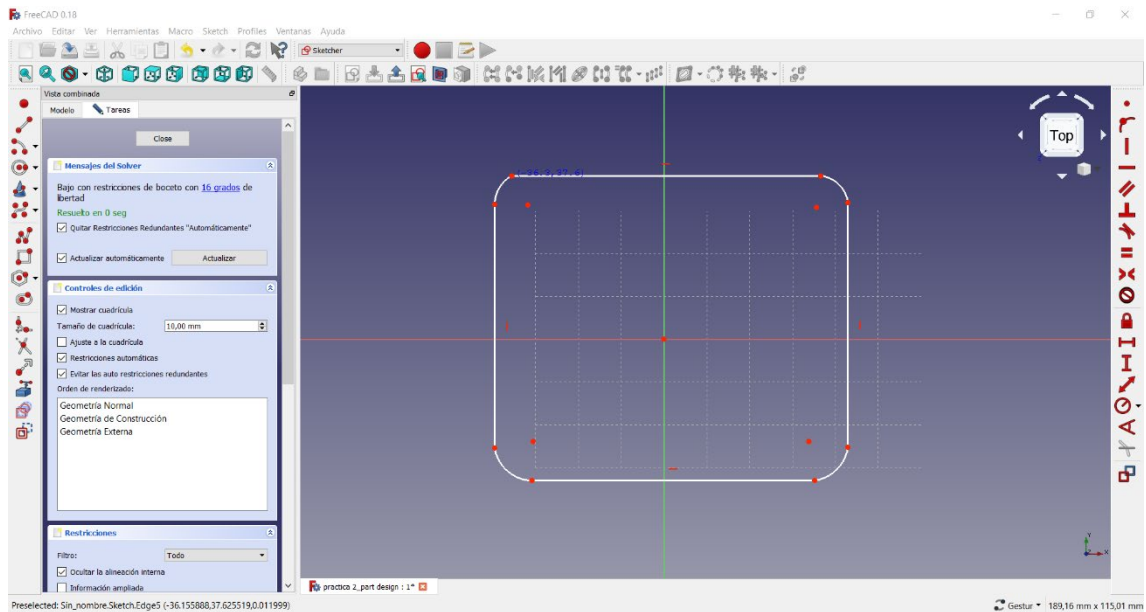 FreeCAD 0.18
Archivo Editar Ver Herramientas Macro Sketch Profiles Ventanas Ayuda
Sketcher
Vista combinada
Modelo Tareas
Close
Mensajes del Solver
Bajo con restricciones de boceto con 16 grados de
libertad
Resuelto en 0 seg
Quitar Restricciones Redundantes "Automáticamente"
Actualizar automáticamente Actualizar
Controles de edición
Mostrar cuadrícula
Tamaño de cuadrícula: 10,00 mm
Ajuste a la cuadrícula
Restricciones automáticas
Evitar las auto restricciones redundantes
Orden de renderizado:
Geometría Normal
Geometría de Construcción
Geometría Externa
Restricciones
Filtro: Todo
Ocultar la alineación interna
Información ampliada
(-36.2,37.6)
Top
Y
X
practica 2_part design : 1*
Preselected: Sin_nombre.Sketch.Edge5 (-36.155888,37.625519,0.011999)
Gestur 189,16 mm x 115,01 mm